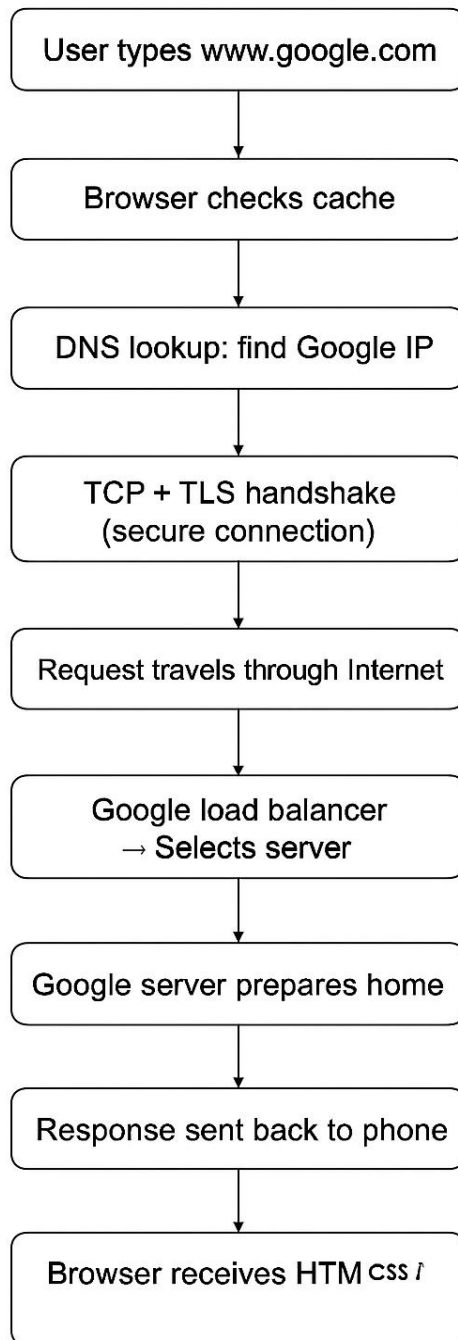 User types www.google.com
Browser checks cache
DNS lookup: find Google IP
TCP + TLS handshake
(secure connection)
Request travels through Internet
Google load balancer
→ Selects server
Google server prepares home
Response sent back to phone
Browser receives HTM CSS